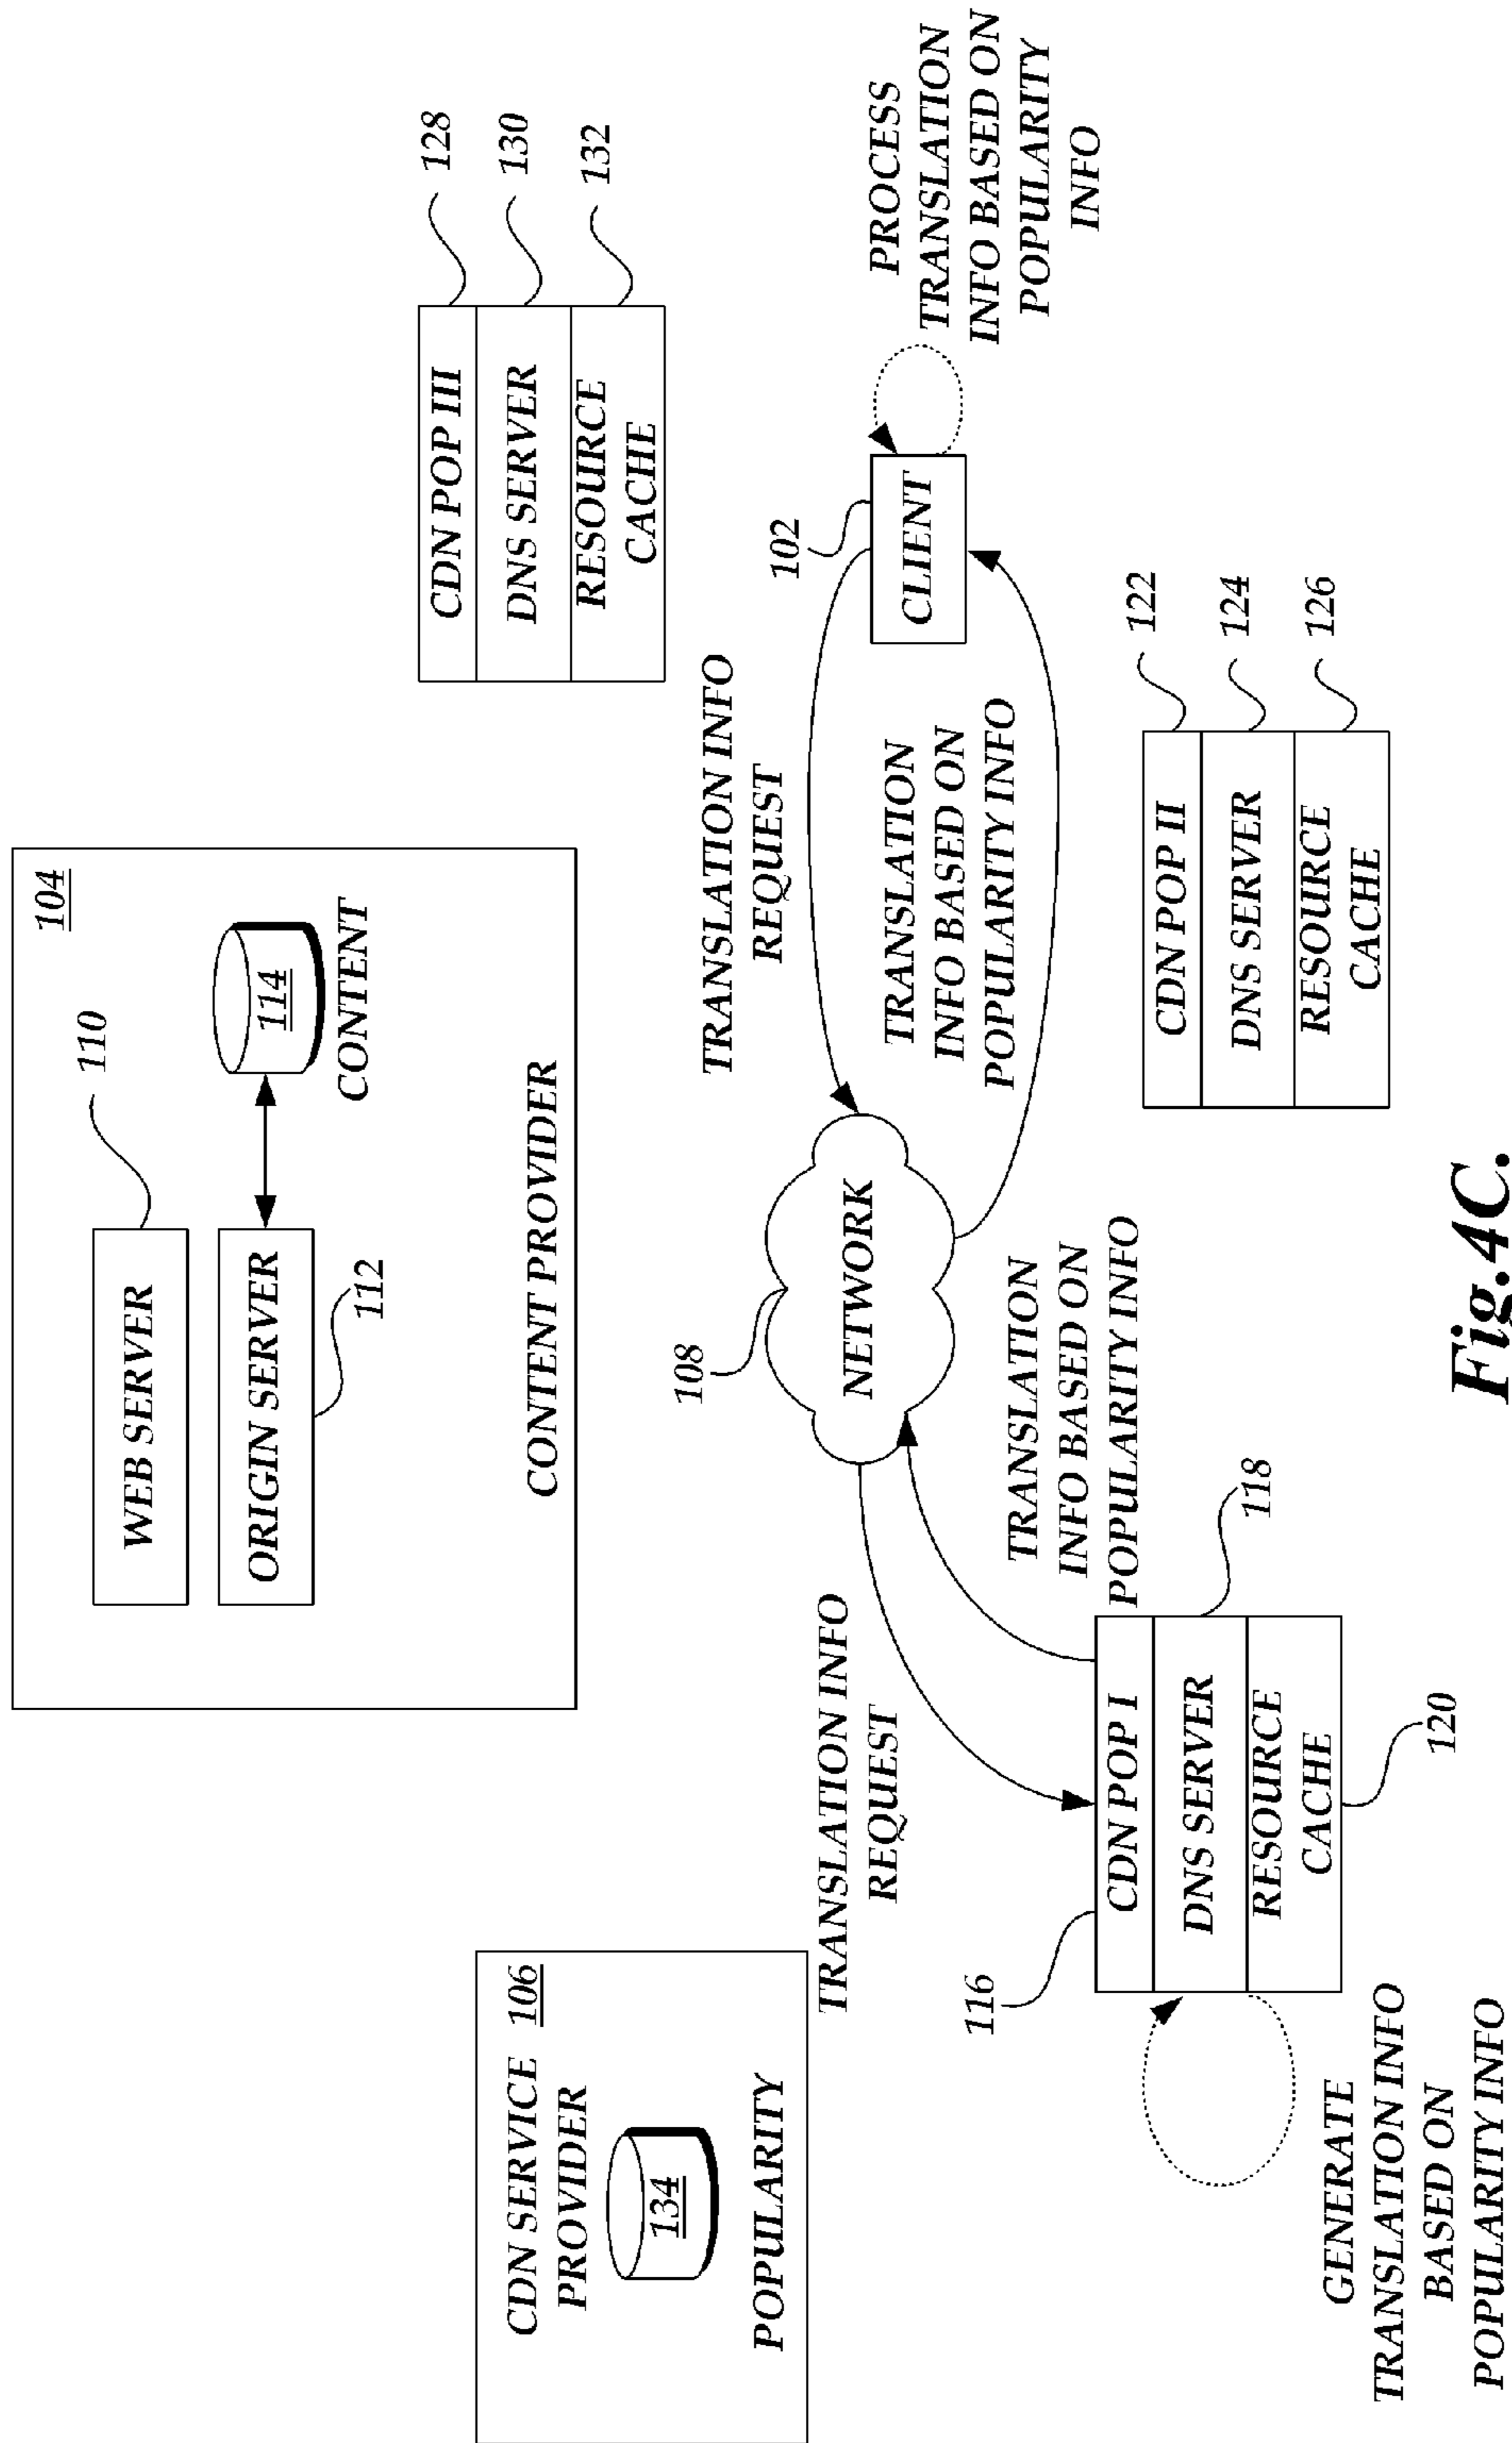 CDN SERVICE 106
PROVIDER
134
POPULARITY
104
WEB SERVER
110
ORIGIN SERVER
112
114
CONTENT
CONTENT PROVIDER
CDN POP III
DNS SERVER
RESOURCE
CACHE
128
130
132
TRANSLATION INFO
REQUEST
108
NETWORK
TRANSLATION INFO
REQUEST
TRANSLATION
INFO BASED ON
POPULARITY INFO
102
CLIENT
PROCESS
TRANSLATION
INFO BASED ON
POPULARITY
INFO
TRANSLATION
INFO BASED ON
POPULARITY INFO
116
CDN POP I
DNS SERVER
RESOURCE
CACHE
118
120
GENERATE
TRANSLATION INFO
BASED ON
POPULARITY INFO
CDN POP II
DNS SERVER
RESOURCE
CACHE
122
124
126
Fig.4C.